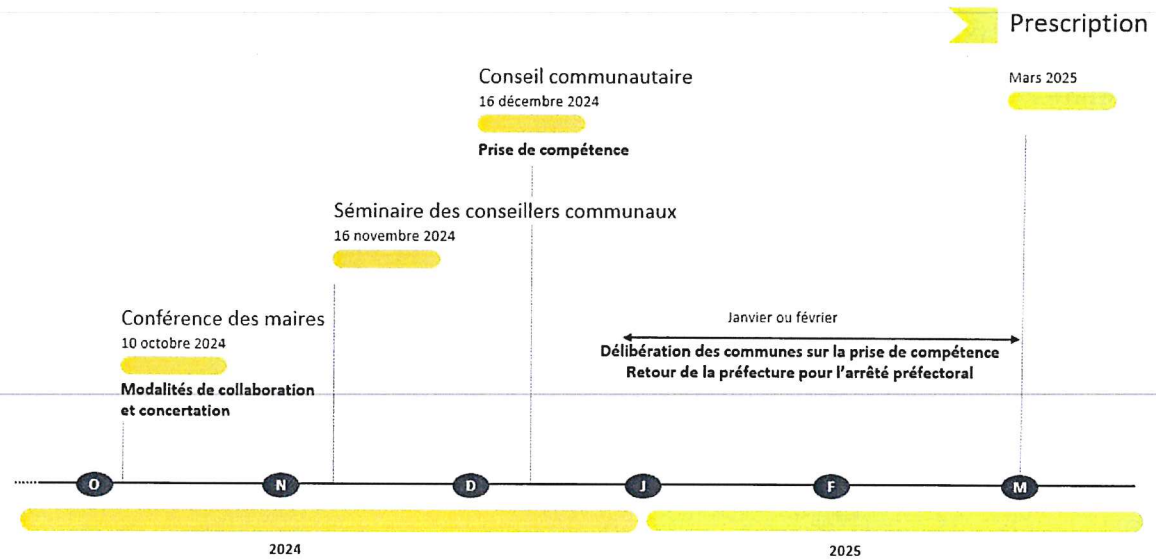 Prescription
Mars 2025
Conseil communautaire
16 décembre 2024
Prise de compétence
Séminaire des conseillers communaux
16 novembre 2024
Conférence des maires
10 octobre 2024
Modalités de collaboration
et concertation
Janvier ou février
Délibération des communes sur la prise de compétence
Retour de la préfecture pour l'arrêté préfectoral
O
N
D
J
F
M
2024
2025